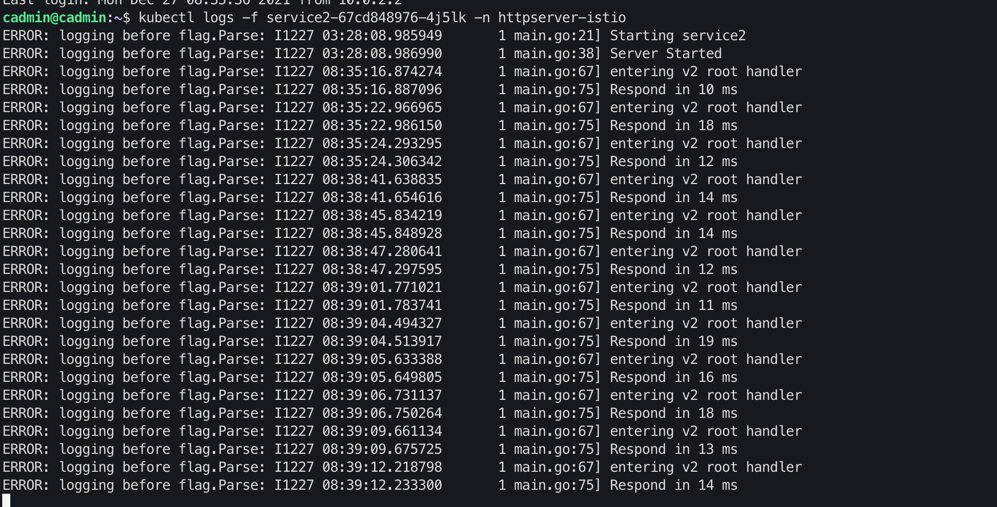 Last login: Mon Dec 27 06:55:36 2021 from 10.0.2.2
cadmin@cadmin:~$ kubectl logs -f service2-67cd848976-4j5lk -n httpserver-istio
ERROR: logging before flag.Parse: I1227 03:28:08.985949       1 main.go:21] Starting service2
ERROR: logging before flag.Parse: I1227 03:28:08.986990       1 main.go:38] Server Started
ERROR: logging before flag.Parse: I1227 08:35:16.874274       1 main.go:67] entering v2 root handler
ERROR: logging before flag.Parse: I1227 08:35:16.887096       1 main.go:75] Respond in 10 ms
ERROR: logging before flag.Parse: I1227 08:35:22.966965       1 main.go:67] entering v2 root handler
ERROR: logging before flag.Parse: I1227 08:35:22.986150       1 main.go:75] Respond in 18 ms
ERROR: logging before flag.Parse: I1227 08:35:24.293295       1 main.go:67] entering v2 root handler
ERROR: logging before flag.Parse: I1227 08:35:24.306342       1 main.go:75] Respond in 12 ms
ERROR: logging before flag.Parse: I1227 08:38:41.638835       1 main.go:67] entering v2 root handler
ERROR: logging before flag.Parse: I1227 08:38:41.654616       1 main.go:75] Respond in 14 ms
ERROR: logging before flag.Parse: I1227 08:38:45.834219       1 main.go:67] entering v2 root handler
ERROR: logging before flag.Parse: I1227 08:38:45.848928       1 main.go:75] Respond in 14 ms
ERROR: logging before flag.Parse: I1227 08:38:47.280641       1 main.go:67] entering v2 root handler
ERROR: logging before flag.Parse: I1227 08:38:47.297595       1 main.go:75] Respond in 12 ms
ERROR: logging before flag.Parse: I1227 08:39:01.771021       1 main.go:67] entering v2 root handler
ERROR: logging before flag.Parse: I1227 08:39:01.783741       1 main.go:75] Respond in 11 ms
ERROR: logging before flag.Parse: I1227 08:39:04.494327       1 main.go:67] entering v2 root handler
ERROR: logging before flag.Parse: I1227 08:39:04.513917       1 main.go:75] Respond in 19 ms
ERROR: logging before flag.Parse: I1227 08:39:05.633388       1 main.go:67] entering v2 root handler
ERROR: logging before flag.Parse: I1227 08:39:05.649805       1 main.go:75] Respond in 16 ms
ERROR: logging before flag.Parse: I1227 08:39:06.731137       1 main.go:67] entering v2 root handler
ERROR: logging before flag.Parse: I1227 08:39:06.750264       1 main.go:75] Respond in 18 ms
ERROR: logging before flag.Parse: I1227 08:39:09.661134       1 main.go:67] entering v2 root handler
ERROR: logging before flag.Parse: I1227 08:39:09.675725       1 main.go:75] Respond in 13 ms
ERROR: logging before flag.Parse: I1227 08:39:12.218798       1 main.go:67] entering v2 root handler
ERROR: logging before flag.Parse: I1227 08:39:12.233300       1 main.go:75] Respond in 14 ms